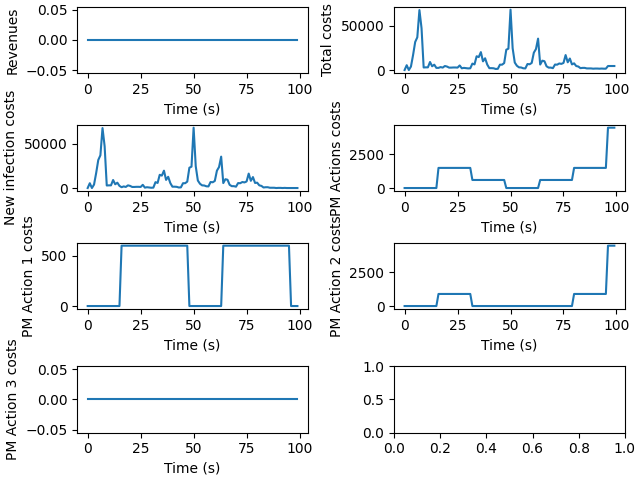 Revenues
0.05
0.00
−0.05
0 25 50 75 100
Time (s)
Total costs
50000
0
0 25 50 75 100
Time (s)
New infection costs
50000
0
0 25 50 75 100
Time (s)
PM Actions costs
2500
0
0 25 50 75 100
Time (s)
PM Action 1 costs
500
0
0 25 50 75 100
Time (s)
PM Action 2 costs
2500
0
0 25 50 75 100
Time (s)
PM Action 3 costs
0.05
0.00
−0.05
0 25 50 75 100
Time (s)
1.0
0.5
0.0
0.0 0.2 0.4 0.6 0.8 1.0